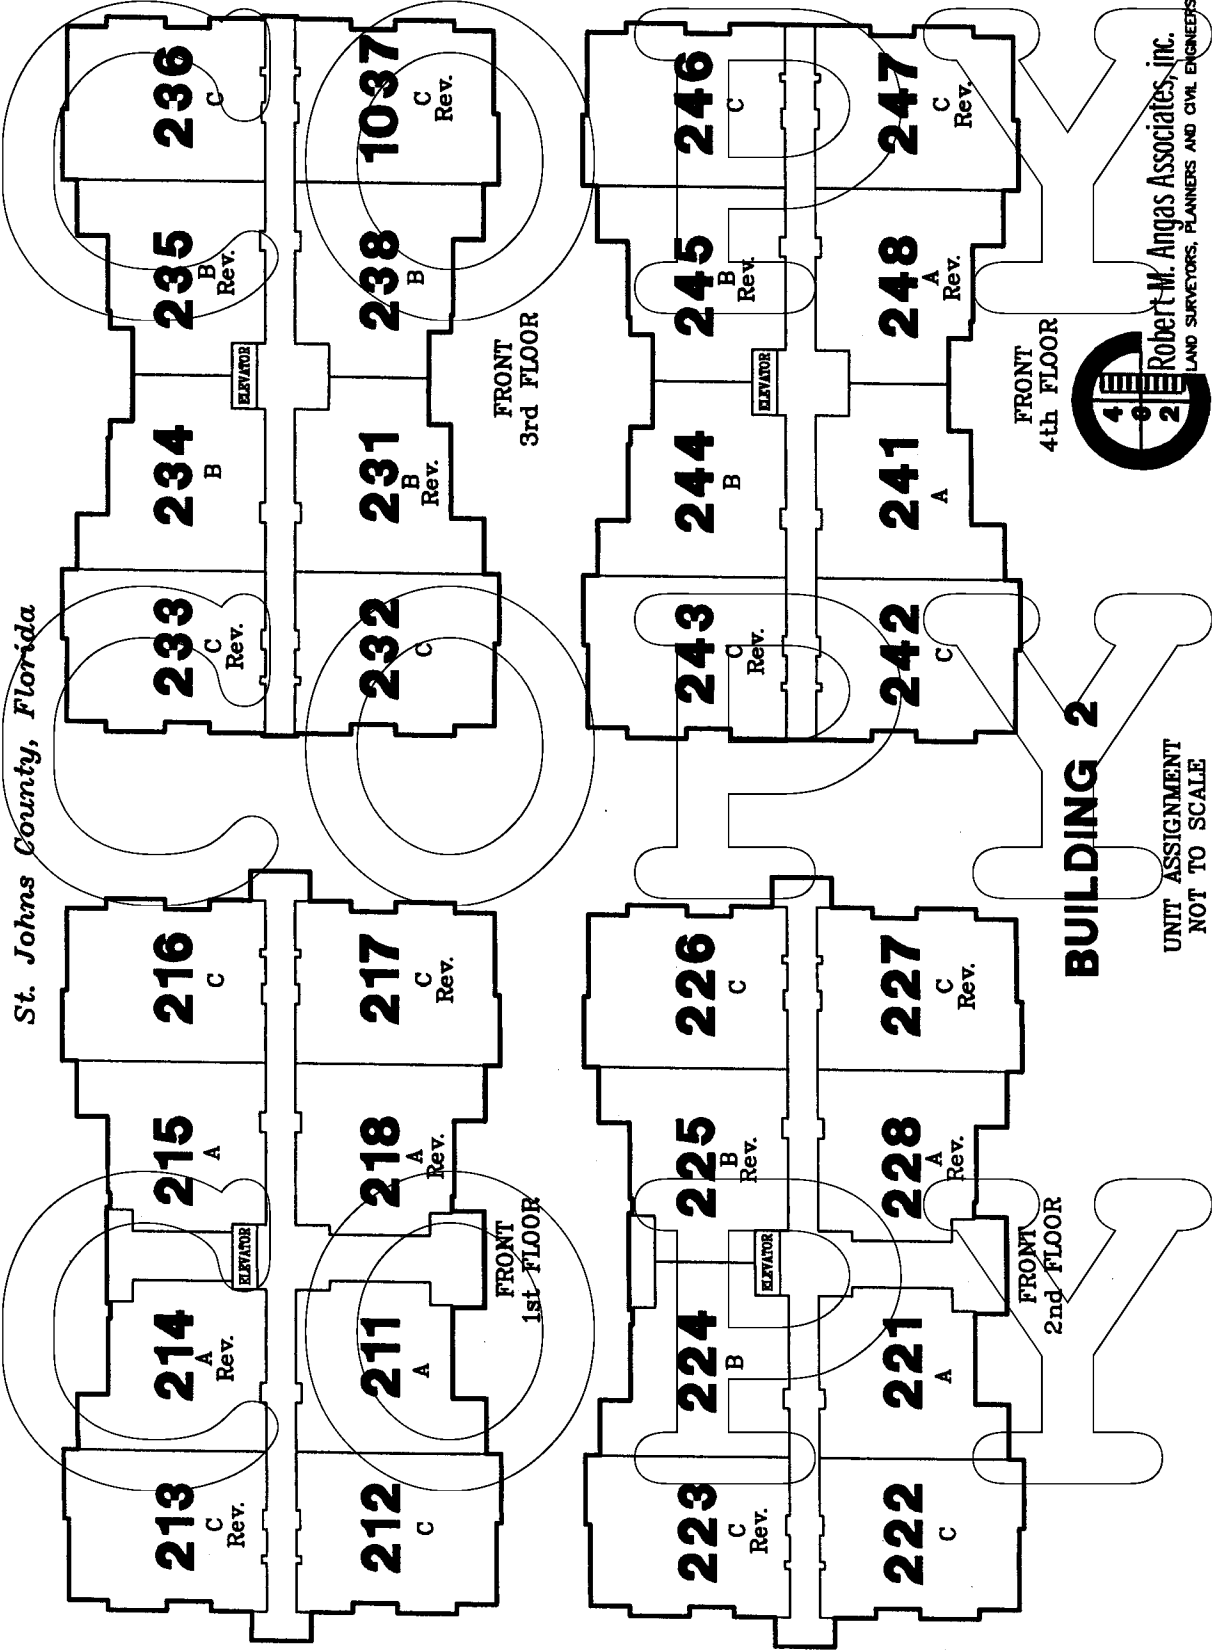 St. Johns County, Florida
213
C
Rev.
214
A
Rev.
215
A
216
C
ELEVATOR
212
C
211
A
218
A
Rev.
217
C
Rev.
FRONT
1st FLOOR
233
C
Rev.
234
B
235
B
Rev.
236
C
ELEVATOR
232
C
231
B
Rev.
238
B
1037
C
Rev.
FRONT
3rd FLOOR
223
C
Rev.
224
B
225
B
Rev.
226
C
ELEVATOR
222
C
221
A
228
A
Rev.
227
C
Rev.
FRONT
2nd FLOOR
243
C
Rev.
244
B
245
B
Rev.
246
C
ELEVATOR
242
C
241
A
248
A
Rev.
247
C
Rev.
FRONT
4th FLOOR
BUILDING 2
UNIT ASSIGNMENT
NOT TO SCALE
4
8
2
Robert M. Angas Associates, inc.
LAND SURVEYORS, PLANNERS AND CIVIL ENGINEERS
COPY
COPY
COPY